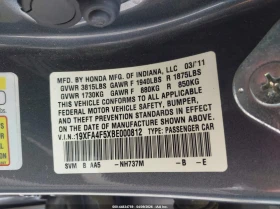 MFD. BY HONDA MFG. OF INDIANA, LLC 03/11
GVWR 3815LBS GAWR F 1940LBS R 1875LBS
GVWR 1730KG GAWR F 880KG R 850KG
THIS VEHICLE CONFORMS TO ALL APPLICABLE
FEDERAL MOTOR VEHICLE SAFETY, BUMPER,
AND THEFT PREVENTION STANDARDS IN EFFECT
ON THE DATE OF MANUFACTURE SHOWN ABOVE.
V.I.N.: 19XFA4F5XBE000812 TYPE: PASSENGER CAR
SVM B AA5 -NH737M -B -E